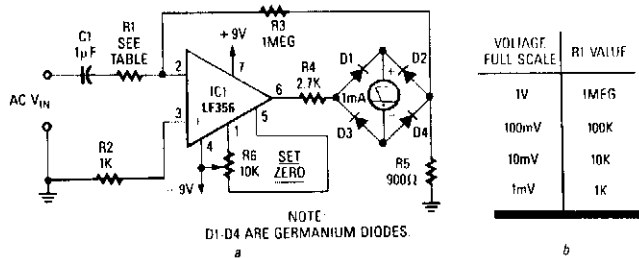 C1
1µF
R1
SEE
TABLE
R3
1MEG
+9V
2
7
IC1
LF356
6
R4
2.7K
D1
D2
+
1mA
D3
D4
AC VIN
3
1
5
4
R2
1K
R6
10K
SET
ZERO
R5
900Ω
- 9V
NOTE:
D1-D4 ARE GERMANIUM DIODES.
a
VOLTAGE FULL SCALE R1 VALUE
1V 1MEG
100mV 100K
10mV 10K
1mV 1K
b